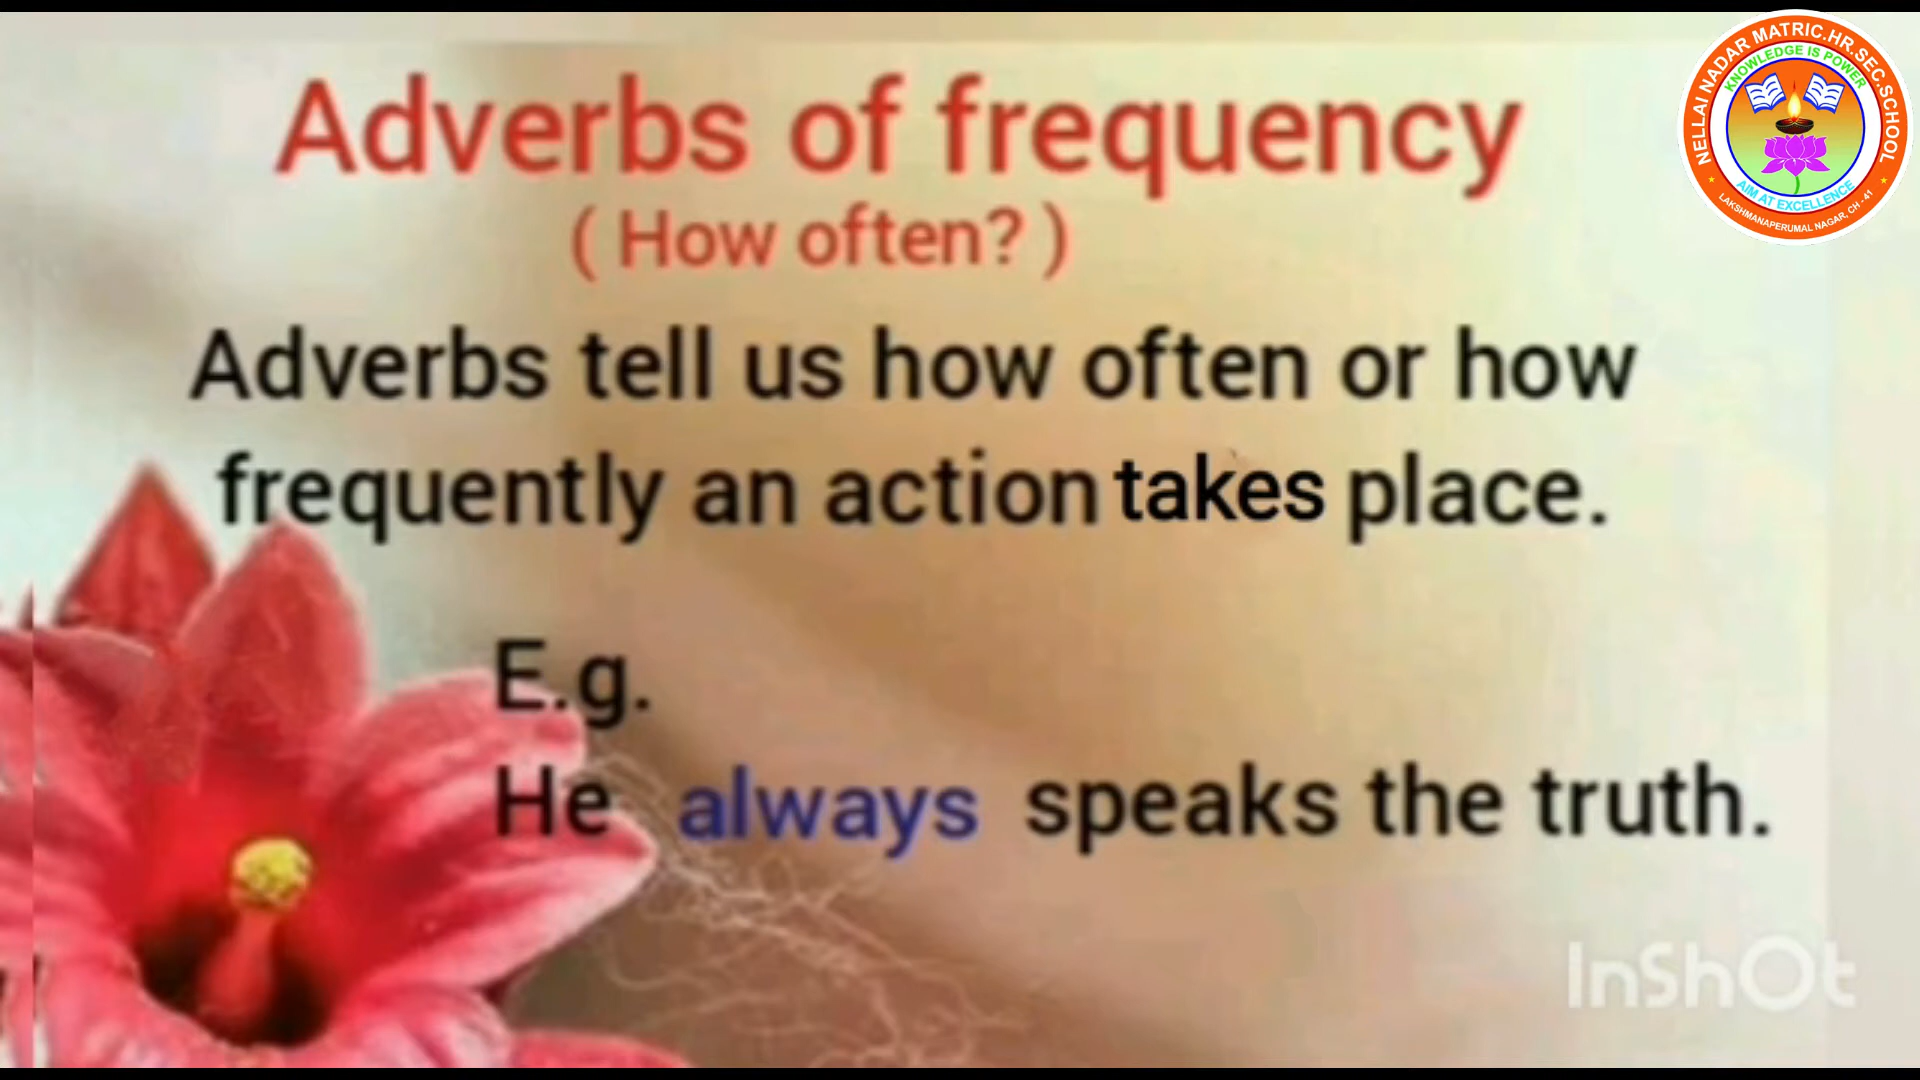 Adverbs of frequency
( How often? )
Adverbs tell us how often or how
frequently an action takes place.
E.g.
He always speaks the truth.
NELLAI NADAR MATRIC.HR.SEC.SCHOOL
KNOWLEDGE IS POWER
AIM AT EXCELLENCE
LAKSHMANAPERUMAL NAGAR, CH - 41
InShOt